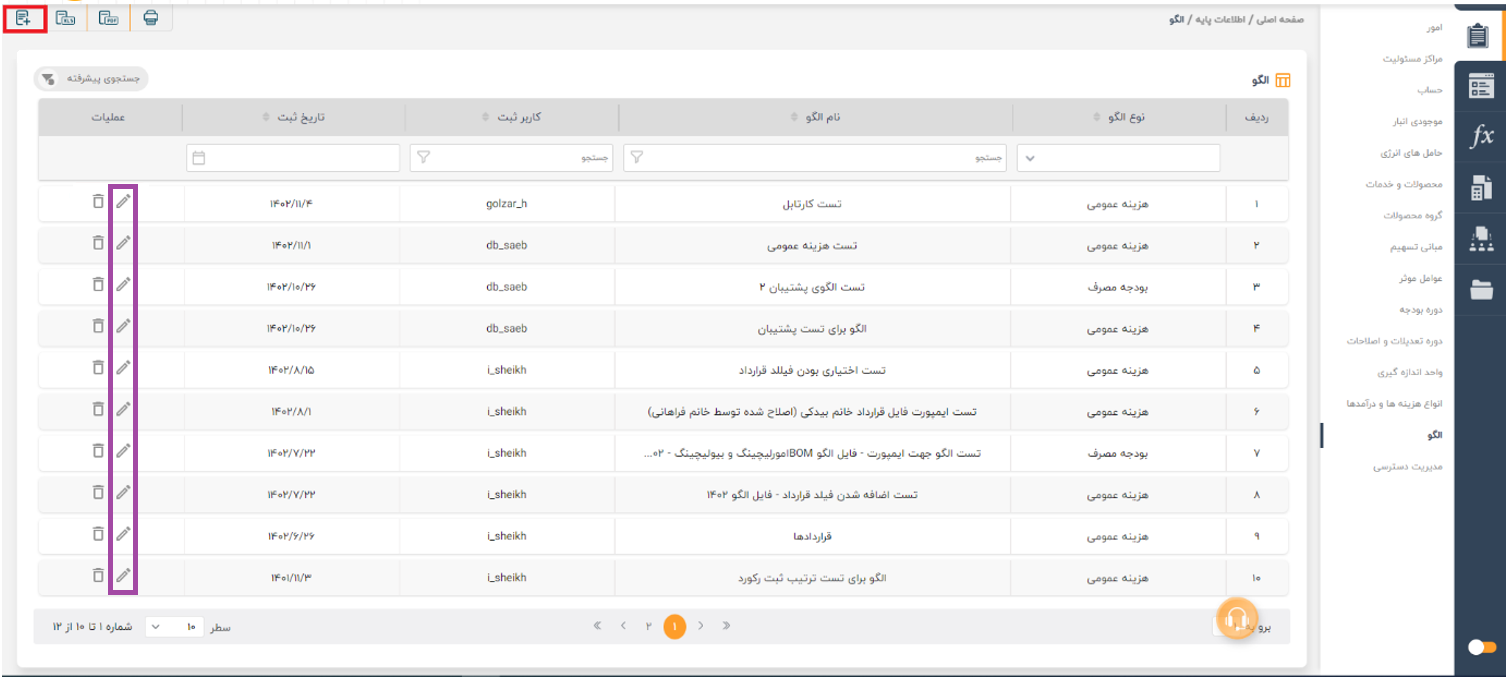 صفحه اصلی / اطلاعات پایه / الگو
XLS
PDF
امور
مراکز مسئولیت
حساب
موجودی انبار
حامل های انرژی
محصولات و خدمات
گروه محصولات
مبانی تسهیم
عوامل موثر
دوره بودجه
دوره تعدیلات و اصلاحات
واحد اندازه گیری
انواع هزینه ها و درآمدها
الگو
مدیریت دسترسی
fx
الگو
جستجوی پیشرفته
ردیف نوع الگو نام الگو کاربر ثبت تاریخ ثبت عملیات
جستجو جستجو
۱ هزینه عمومی تست کارتابل golzar_h ۱۴۰۲/۱۱/۴
۲ هزینه عمومی تست هزینه عمومی db_saeb ۱۴۰۲/۱۱/۱
۳ بودجه مصرف تست الگوی پشتیبان ۲ db_saeb ۱۴۰۲/۱۰/۲۶
۴ هزینه عمومی الگو برای تست پشتیبان db_saeb ۱۴۰۲/۱۰/۲۶
۵ هزینه عمومی تست اختیاری بودن فیللد قرارداد i_sheikh ۱۴۰۲/۸/۱۵
۶ هزینه عمومی تست ایمپورت فایل قرارداد خانم بیدکی (اصلاح شده توسط خانم فراهانی) i_sheikh ۱۴۰۲/۸/۱
۷ بودجه مصرف تست الگو جهت ایمپورت - فایل الگو BOMامورلیچینگ و بیولیچینگ - ۰۲... i_sheikh ۱۴۰۲/۷/۲۲
۸ هزینه عمومی تست اضافه شدن فیلد قرارداد - فایل الگو ۱۴۰۲ i_sheikh ۱۴۰۲/۷/۲۲
۹ هزینه عمومی قراردادها i_sheikh ۱۴۰۲/۶/۲۶
۱۰ هزینه عمومی الگو برای تست ترتیب ثبت رکورد i_sheikh ۱۴۰۱/۱۱/۳
برو به ۱ ۲ سطر ۱۰ شماره ۱ تا ۱۰ از ۱۲